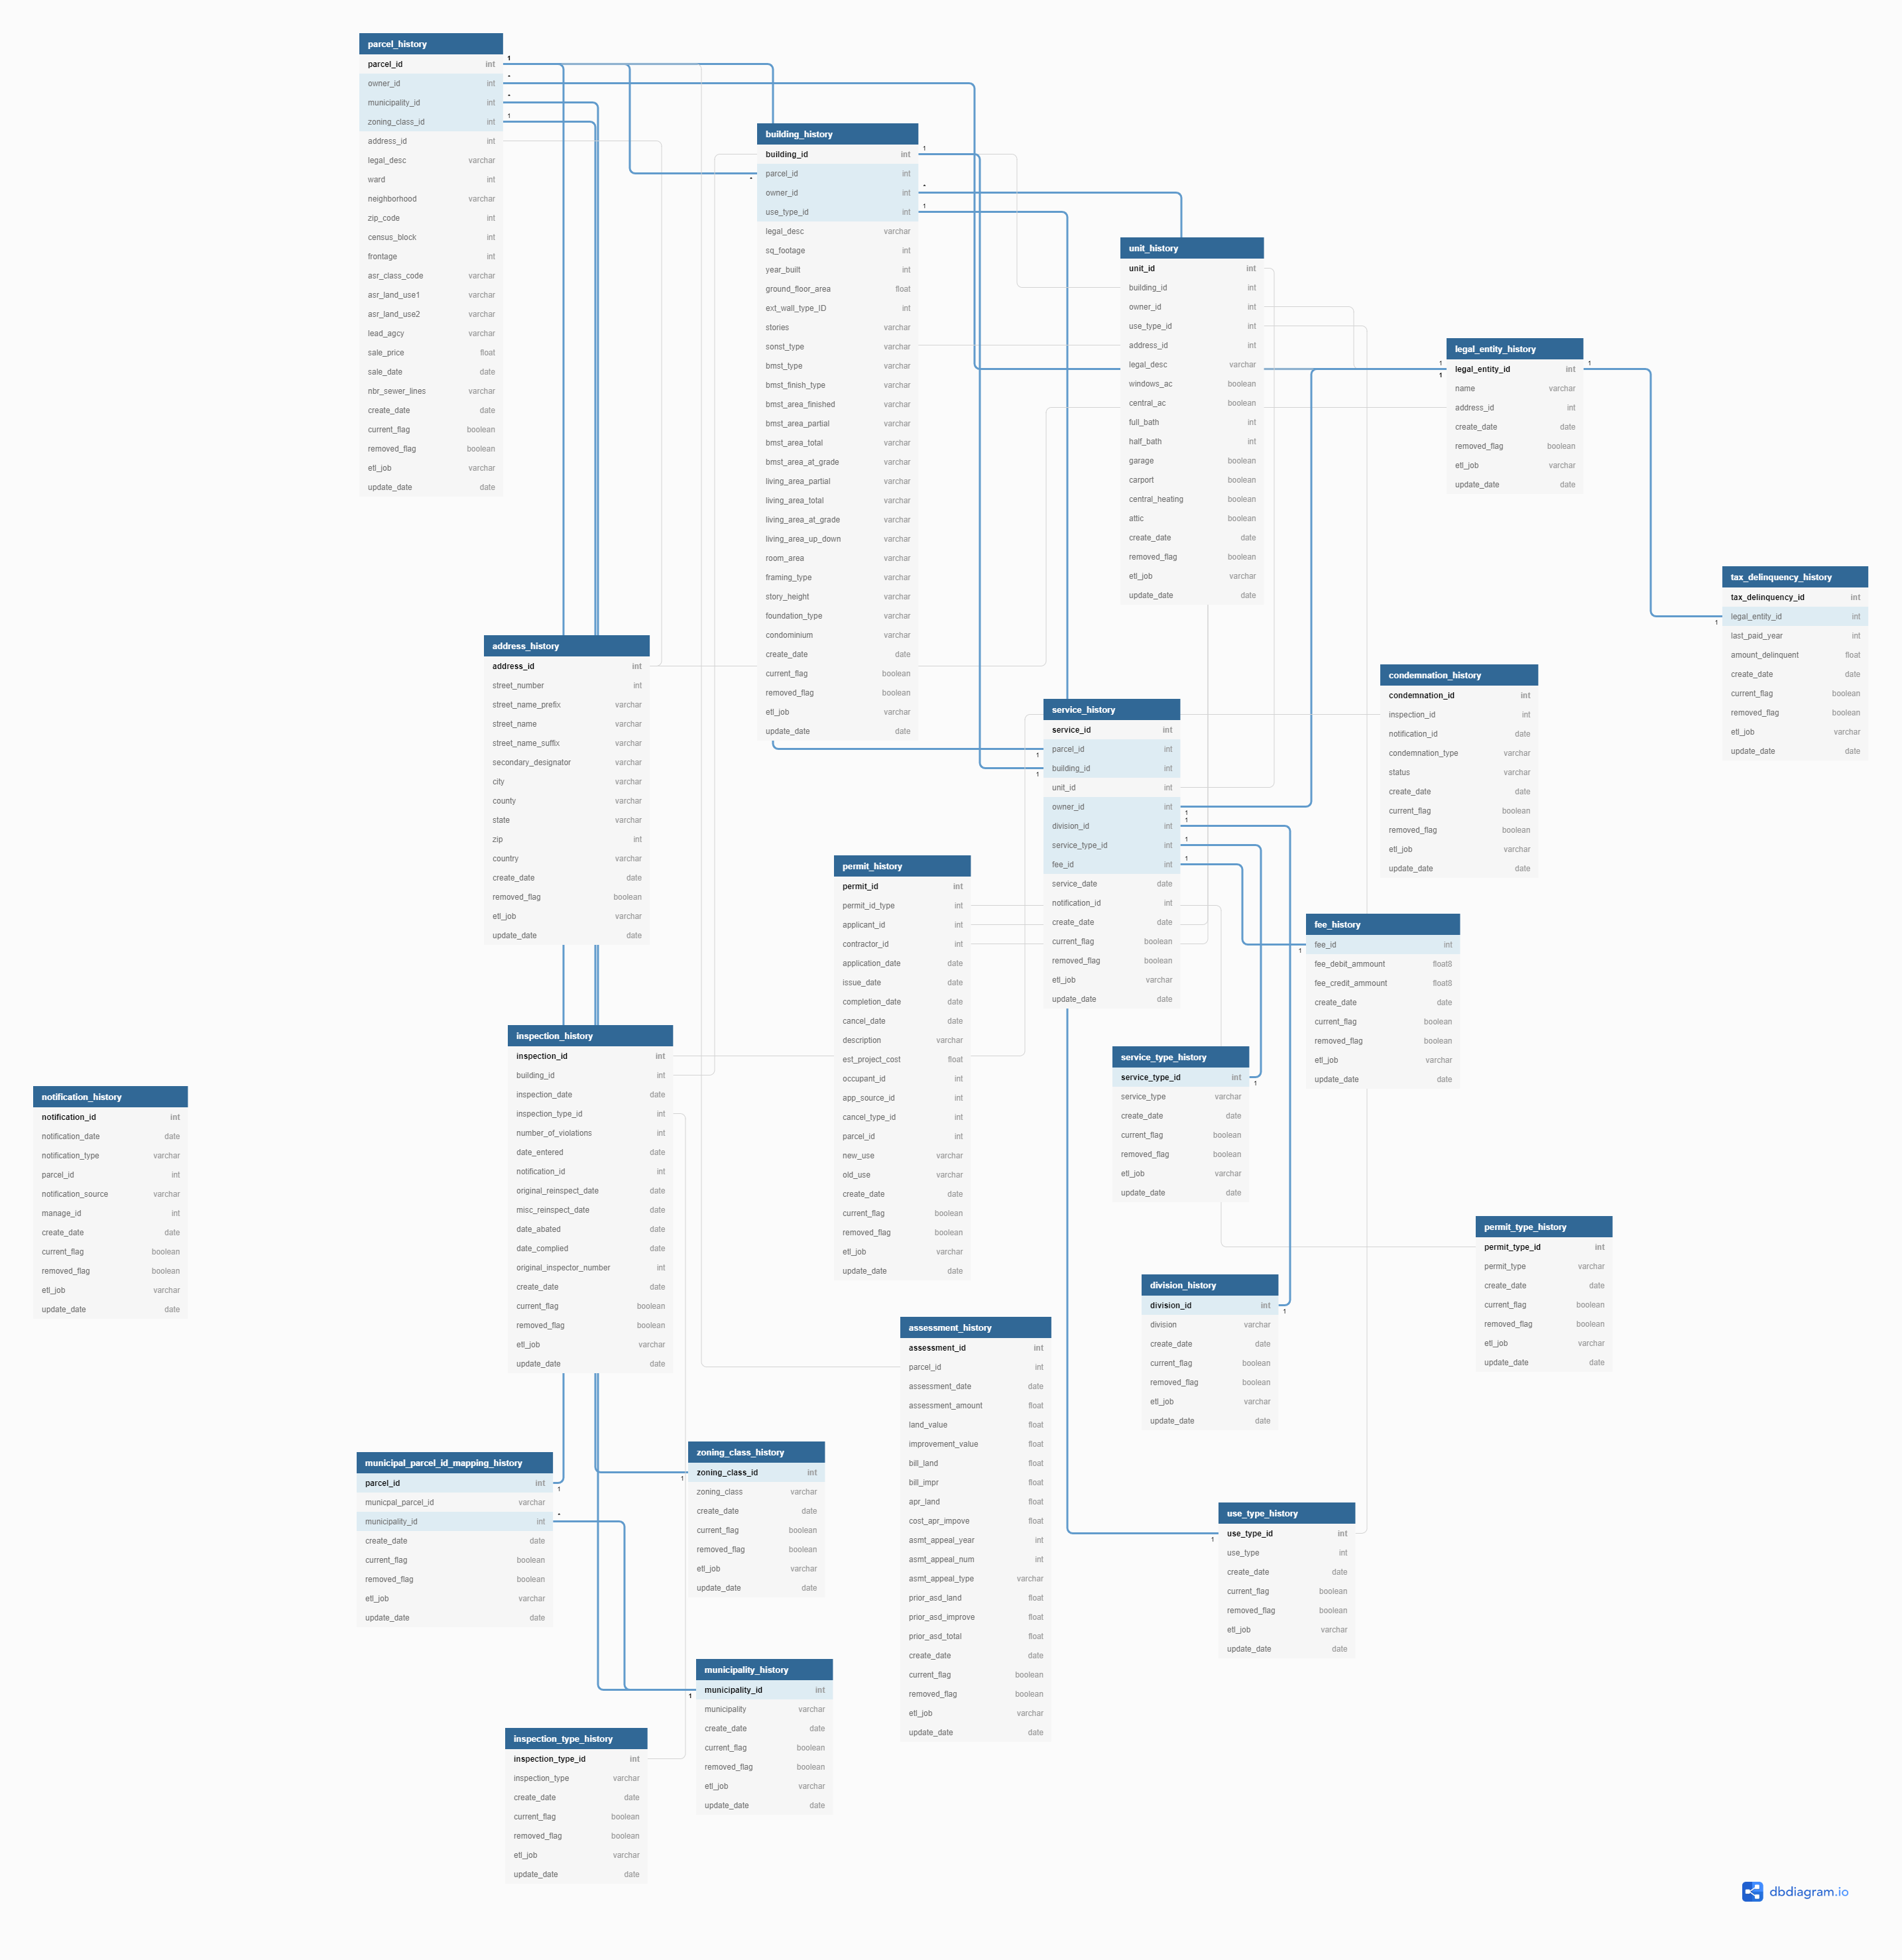 parcel_history
parcel_id int
owner_id int
municipality_id int
zoning_class_id int
address_id int
legal_desc varchar
ward int
neighborhood varchar
zip_code int
census_block int
frontage int
asr_class_code varchar
asr_land_use1 varchar
asr_land_use2 varchar
lead_agcy varchar
sale_price float
sale_date date
nbr_sewer_lines varchar
create_date date
current_flag boolean
removed_flag boolean
etl_job varchar
update_date date
1
*
*
1
building_history
building_id int
parcel_id int
owner_id int
use_type_id int
legal_desc varchar
sq_footage int
year_built int
ground_floor_area float
ext_wall_type_ID int
stories varchar
sonst_type varchar
bmst_type varchar
bmst_finish_type varchar
bmst_area_finished varchar
bmst_area_partial varchar
bmst_area_total varchar
bmst_area_at_grade varchar
living_area_partial varchar
living_area_total varchar
living_area_at_grade varchar
living_area_up_down varchar
room_area varchar
framing_type varchar
story_height varchar
foundation_type varchar
condominium varchar
create_date date
current_flag boolean
removed_flag boolean
etl_job varchar
update_date date
1
*
*
1
unit_history
unit_id int
building_id int
owner_id int
use_type_id int
address_id int
legal_desc varchar
windows_ac boolean
central_ac boolean
full_bath int
half_bath int
garage boolean
carport boolean
central_heating boolean
attic boolean
create_date date
removed_flag boolean
etl_job varchar
update_date date
legal_entity_history
legal_entity_id int
name varchar
address_id int
create_date date
removed_flag boolean
etl_job varchar
update_date date
1
1
1
tax_delinquency_history
tax_delinquency_id int
legal_entity_id int
last_paid_year int
amount_delinquent float
create_date date
current_flag boolean
removed_flag boolean
etl_job varchar
update_date date
1
address_history
address_id int
street_number int
street_name_prefix varchar
street_name varchar
street_name_suffix varchar
secondary_designator varchar
city varchar
county varchar
state varchar
zip int
country varchar
create_date date
removed_flag boolean
etl_job varchar
update_date date
condemnation_history
condemnation_id int
inspection_id int
notification_id date
condemnation_type varchar
status varchar
create_date date
current_flag boolean
removed_flag boolean
etl_job varchar
update_date date
service_history
service_id int
parcel_id int
building_id int
unit_id int
owner_id int
division_id int
service_type_id int
fee_id int
service_date date
notification_id int
create_date date
current_flag boolean
removed_flag boolean
etl_job varchar
update_date date
1
1
1
1
1
1
permit_history
permit_id int
permit_id_type int
applicant_id int
contractor_id int
application_date date
issue_date date
completion_date date
cancel_date date
description varchar
est_project_cost float
occupant_id int
app_source_id int
cancel_type_id int
parcel_id int
new_use varchar
old_use varchar
create_date date
current_flag boolean
removed_flag boolean
etl_job varchar
update_date date
fee_history
fee_id int
fee_debit_ammount float8
fee_credit_ammount float8
create_date date
current_flag boolean
removed_flag boolean
etl_job varchar
update_date date
1
inspection_history
inspection_id int
building_id int
inspection_date date
inspection_type_id int
number_of_violations int
date_entered date
notification_id int
original_reinspect_date date
misc_reinspect_date date
date_abated date
date_complied date
original_inspector_number int
create_date date
current_flag boolean
removed_flag boolean
etl_job varchar
update_date date
service_type_history
service_type_id int
service_type varchar
create_date date
current_flag boolean
removed_flag boolean
etl_job varchar
update_date date
1
notification_history
notification_id int
notification_date date
notification_type varchar
parcel_id int
notification_source varchar
manage_id int
create_date date
current_flag boolean
removed_flag boolean
etl_job varchar
update_date date
permit_type_history
permit_type_id int
permit_type varchar
create_date date
current_flag boolean
removed_flag boolean
etl_job varchar
update_date date
division_history
division_id int
division varchar
create_date date
current_flag boolean
removed_flag boolean
etl_job varchar
update_date date
1
assessment_history
assessment_id int
parcel_id int
assessment_date date
assessment_amount float
land_value float
improvement_value float
bill_land float
bill_impr float
apr_land float
cost_apr_impove float
asmt_appeal_year int
asmt_appeal_num int
asmt_appeal_type varchar
prior_asd_land float
prior_asd_improve float
prior_asd_total float
create_date date
current_flag boolean
removed_flag boolean
etl_job varchar
update_date date
zoning_class_history
zoning_class_id int
zoning_class varchar
create_date date
current_flag boolean
removed_flag boolean
etl_job varchar
update_date date
1
municipal_parcel_id_mapping_history
parcel_id int
municpal_parcel_id varchar
municipality_id int
create_date date
current_flag boolean
removed_flag boolean
etl_job varchar
update_date date
1
*
use_type_history
use_type_id int
use_type int
create_date date
current_flag boolean
removed_flag boolean
etl_job varchar
update_date date
1
municipality_history
municipality_id int
municipality varchar
create_date date
current_flag boolean
removed_flag boolean
etl_job varchar
update_date date
1
inspection_type_history
inspection_type_id int
inspection_type varchar
create_date date
current_flag boolean
removed_flag boolean
etl_job varchar
update_date date
dbdiagram.io